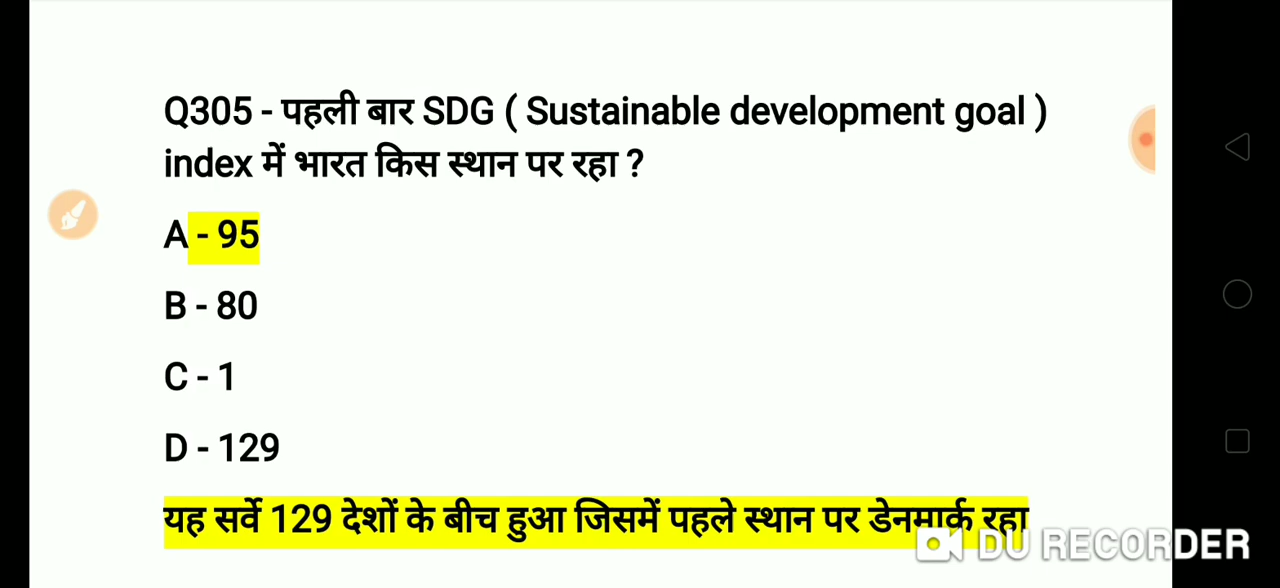 Q305 - पहली बार SDG ( Sustainable development goal )
index में भारत किस स्थान पर रहा ?
A - 95
B - 80
C - 1
D - 129
यह सर्वे 129 देशों के बीच हुआ जिसमें पहले स्थान पर डेनमार्क रहा
DU RECORDER